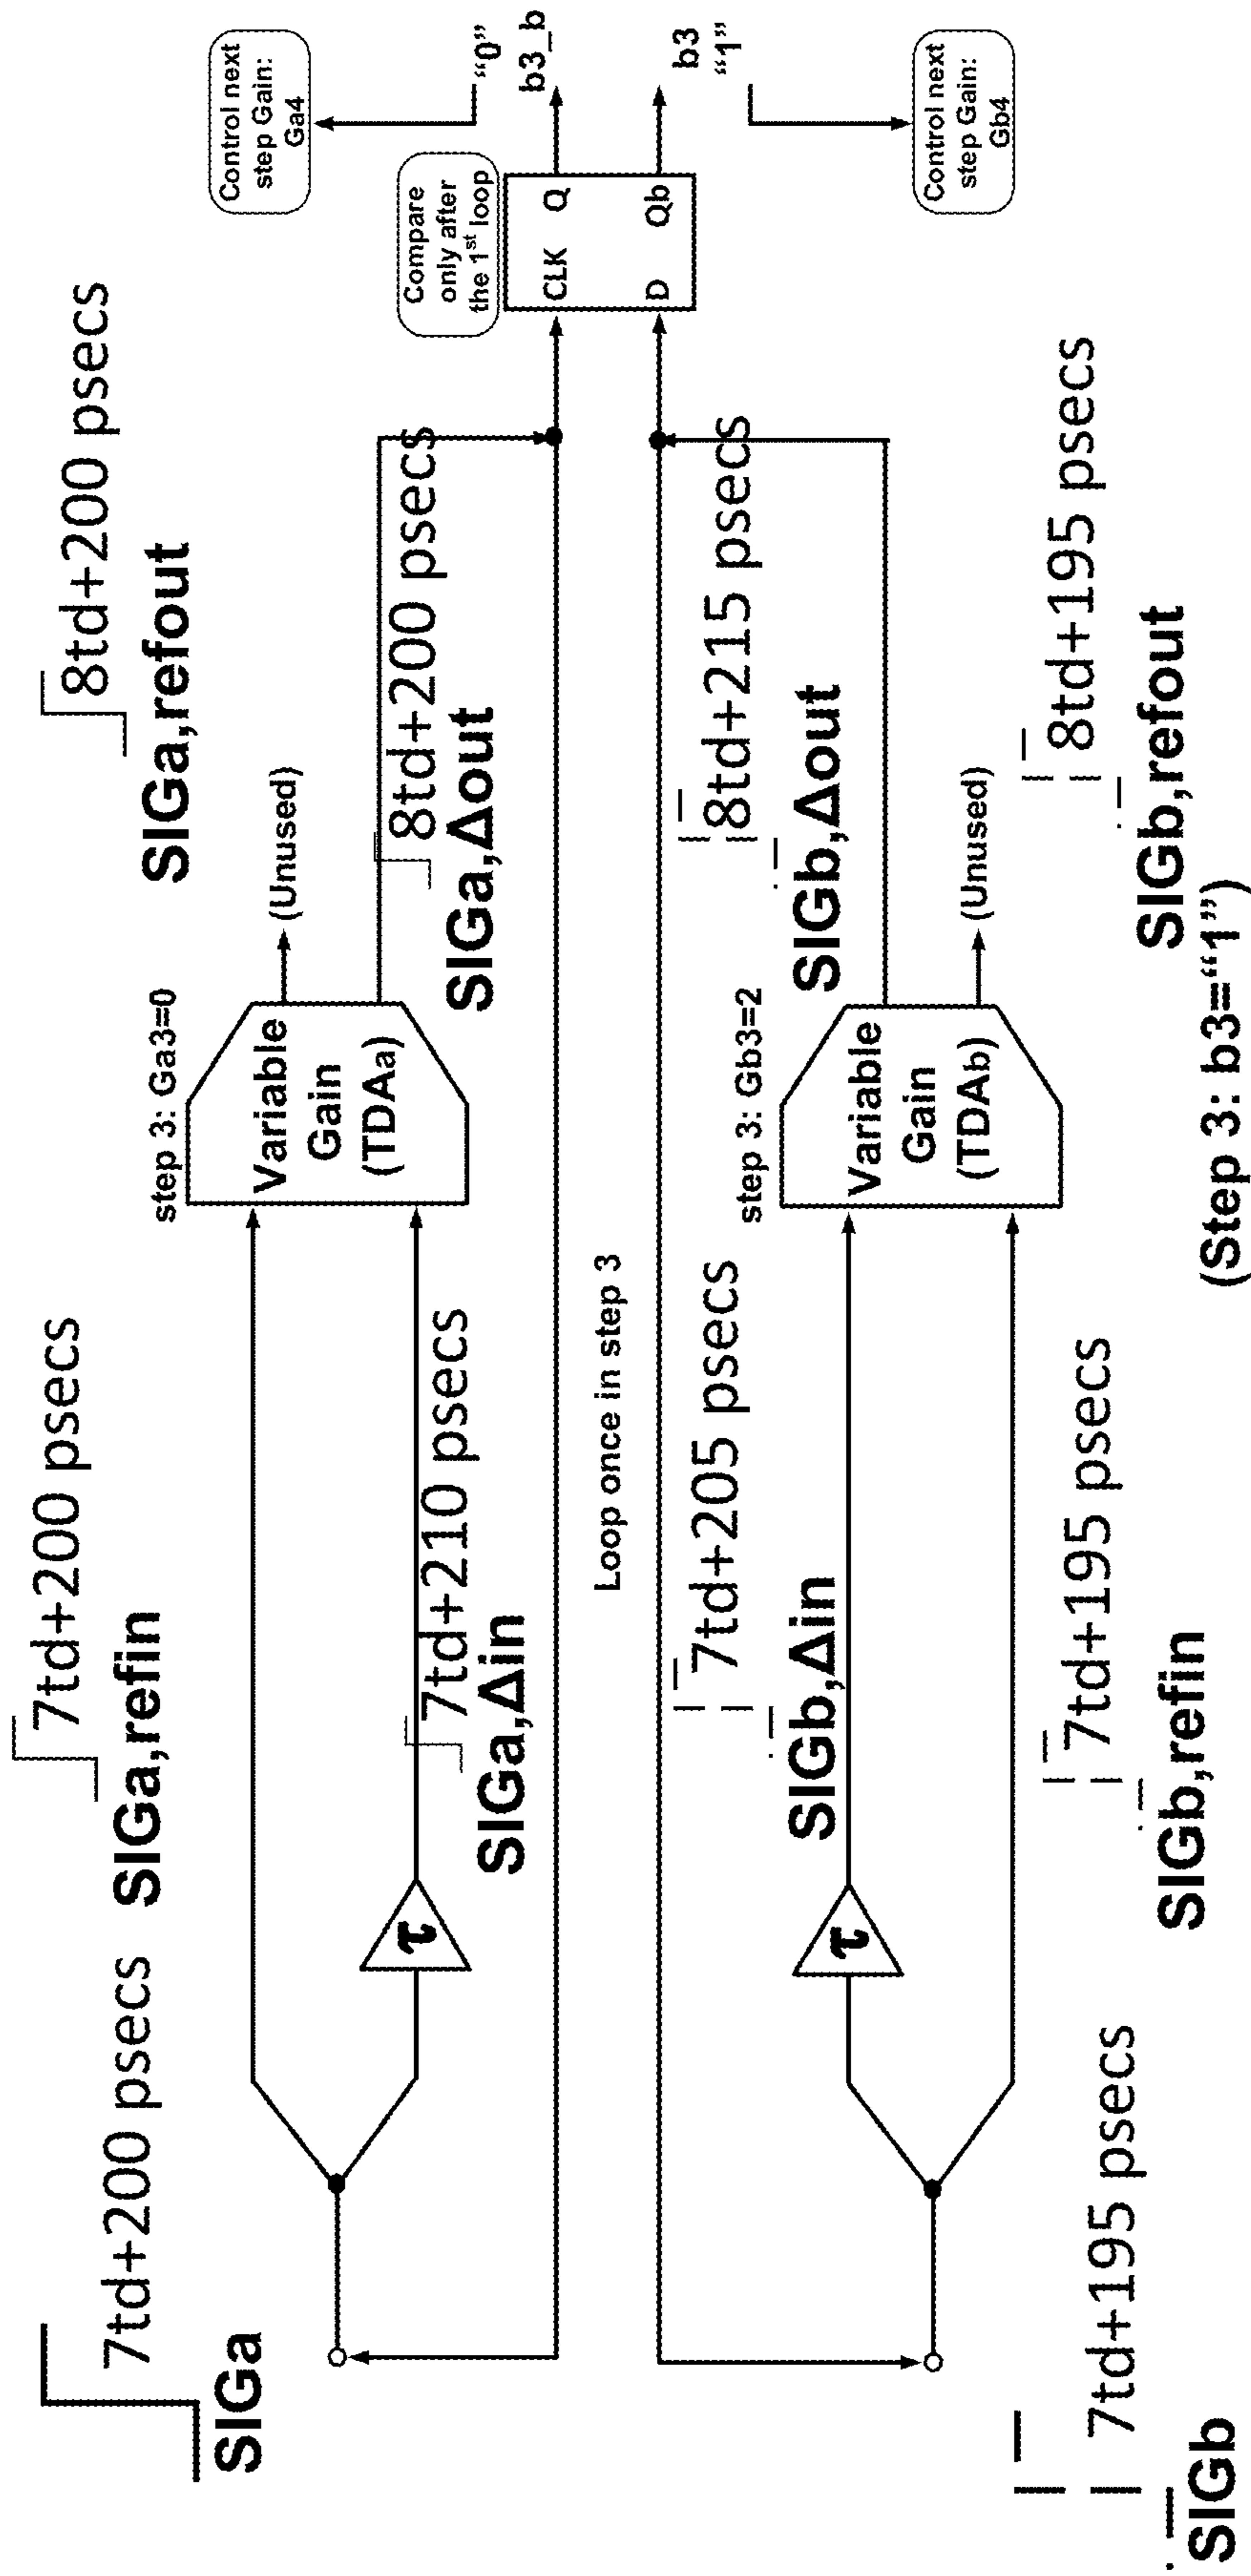 7td+200 psecs
SIGa
7td+200 psecs
SIGa,refin
τ
7td+210 psecs
SIGa,Δin
step 3: Ga3=0
Variable
Gain
(TDAa)
(Unused)
8td+200 psecs
SIGa,refout
8td+200 psecs
SIGa,Δout
Control next
step Gain:
Ga4
Compare
only after
the 1st loop
"0"
b3_b
CLK Q
D Qb
b3
"1"
Control next
step Gain:
Gb4
Loop once in step 3
7td+205 psecs
SIGb,Δin
τ
step 3: Gb3=2
Variable
Gain
(TDAb)
8td+215 psecs
SIGb,Δout
(Unused)
8td+195 psecs
SIGb,refout
7td+195 psecs
SIGb,refin
7td+195 psecs
SIGb
(Step 3: b3="1")